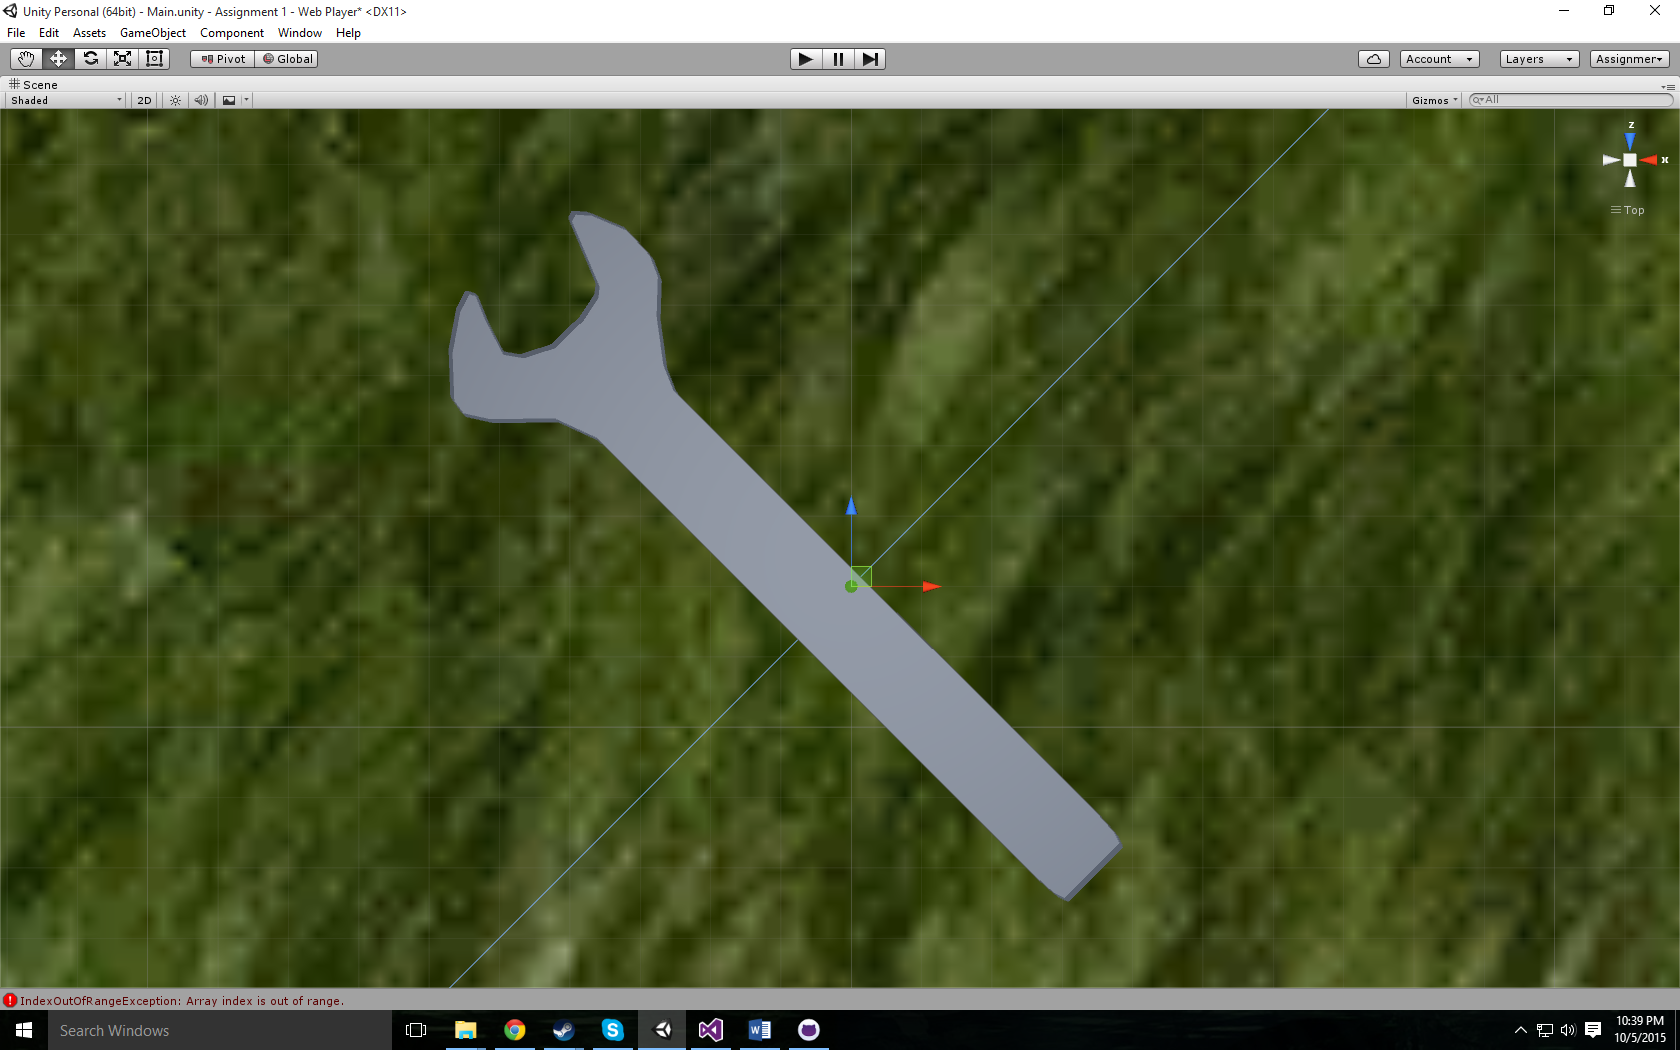 Unity Personal (64bit) - Main.unity - Assignment 1 - Web Player* <DX11>
File Edit Assets GameObject Component Window Help
Pivot Global Account Layers Assignmer
Scene
Shaded 2D Gizmos All
z
x
Top
IndexOutOfRangeException: Array index is out of range.
Search Windows
10:39 PM
10/5/2015